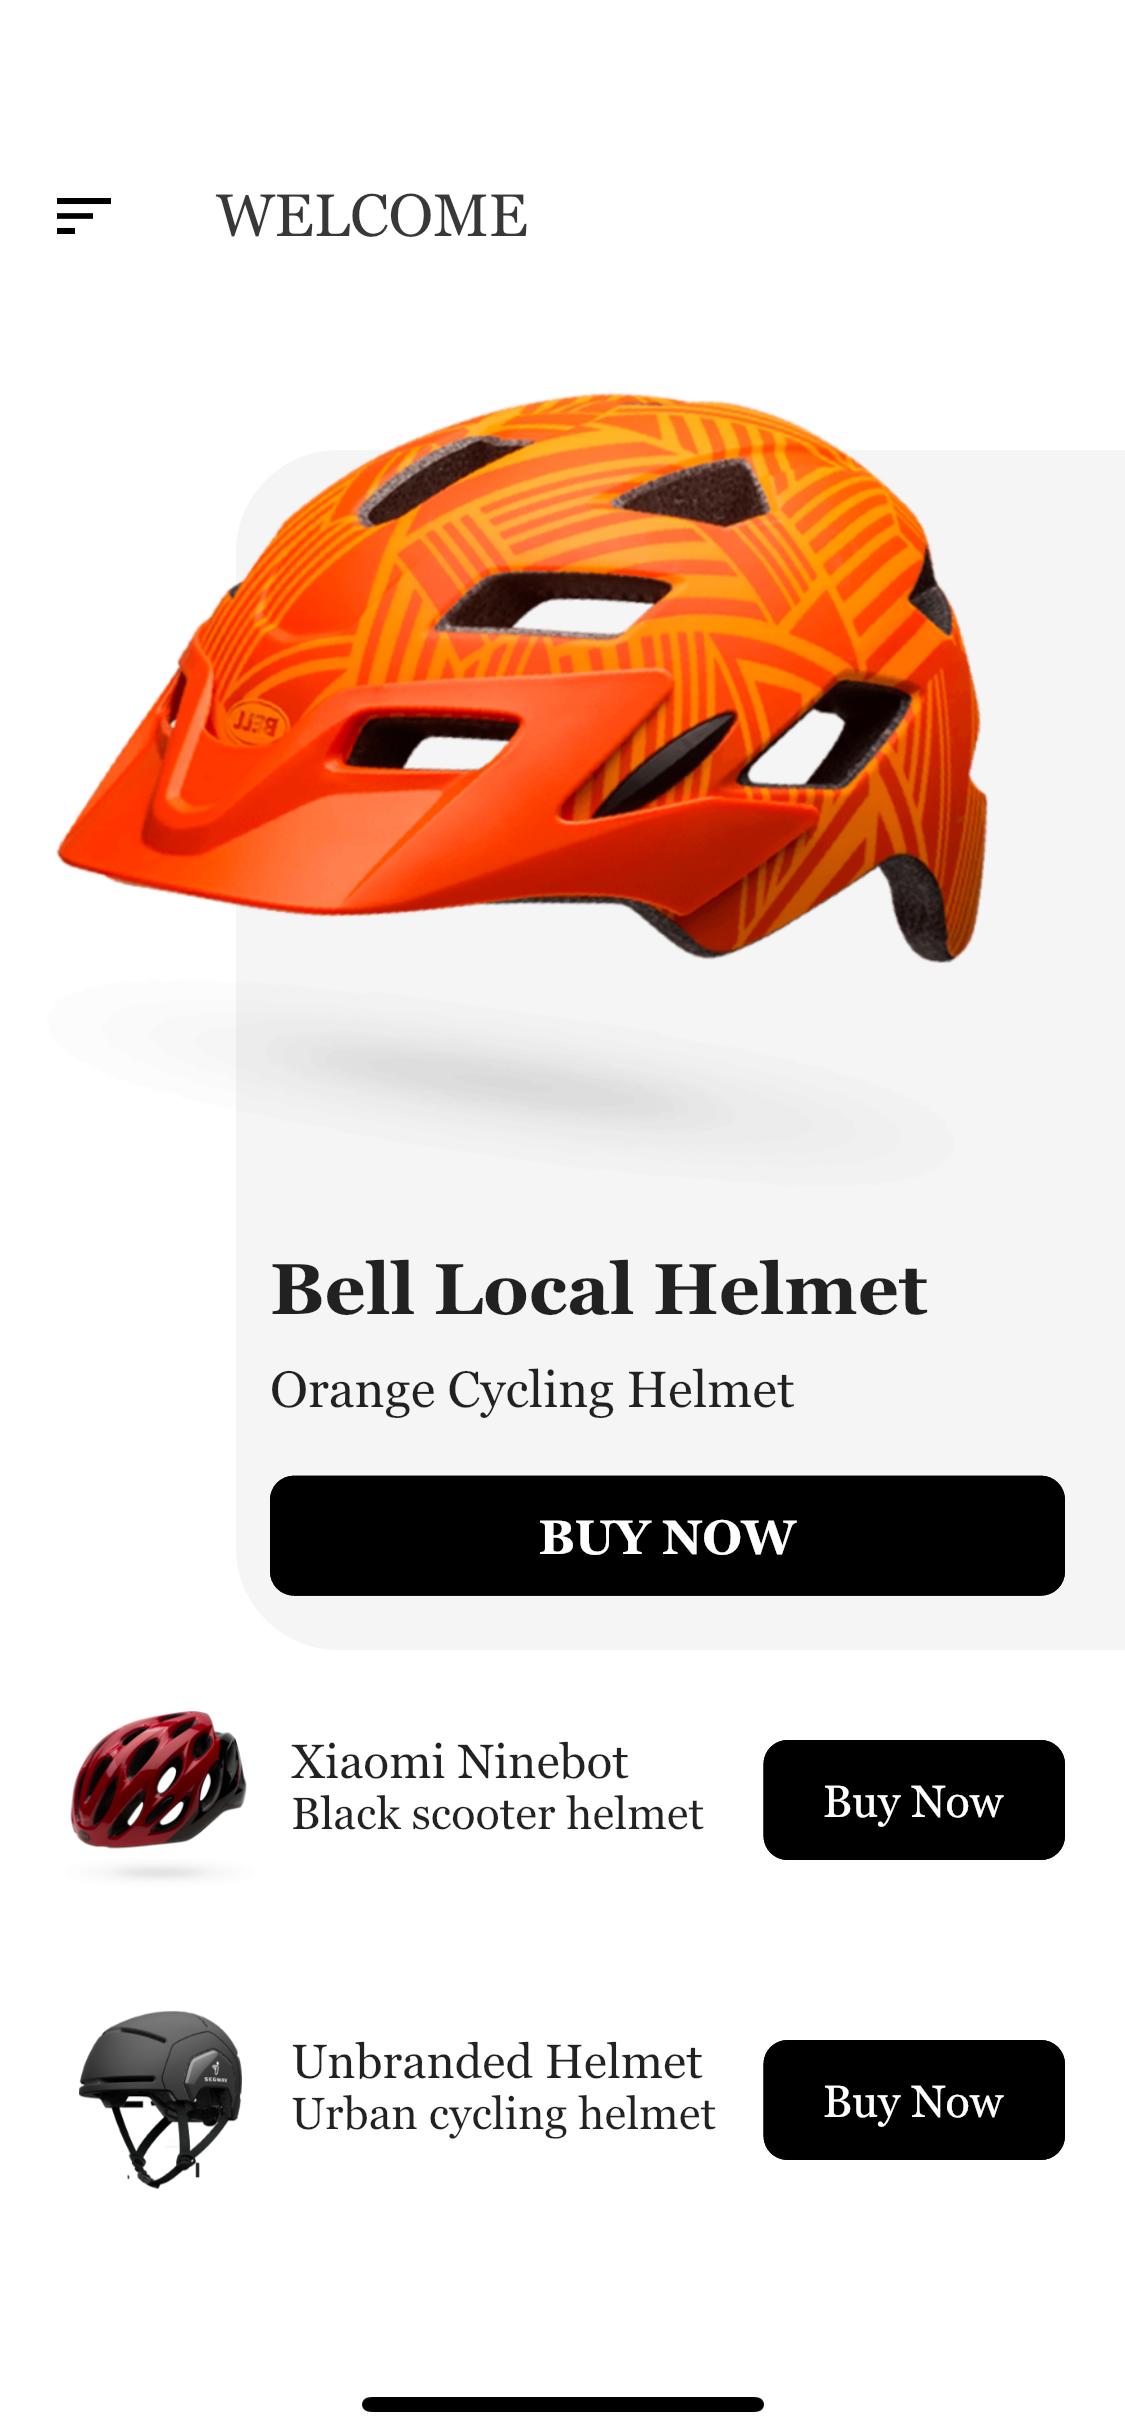 WELCOME
BELL
Bell Local Helmet
Orange Cycling Helmet
BUY NOW
Xiaomi Ninebot
Black scooter helmet
Buy Now
SEGWAY
Unbranded Helmet
Urban cycling helmet
Buy Now